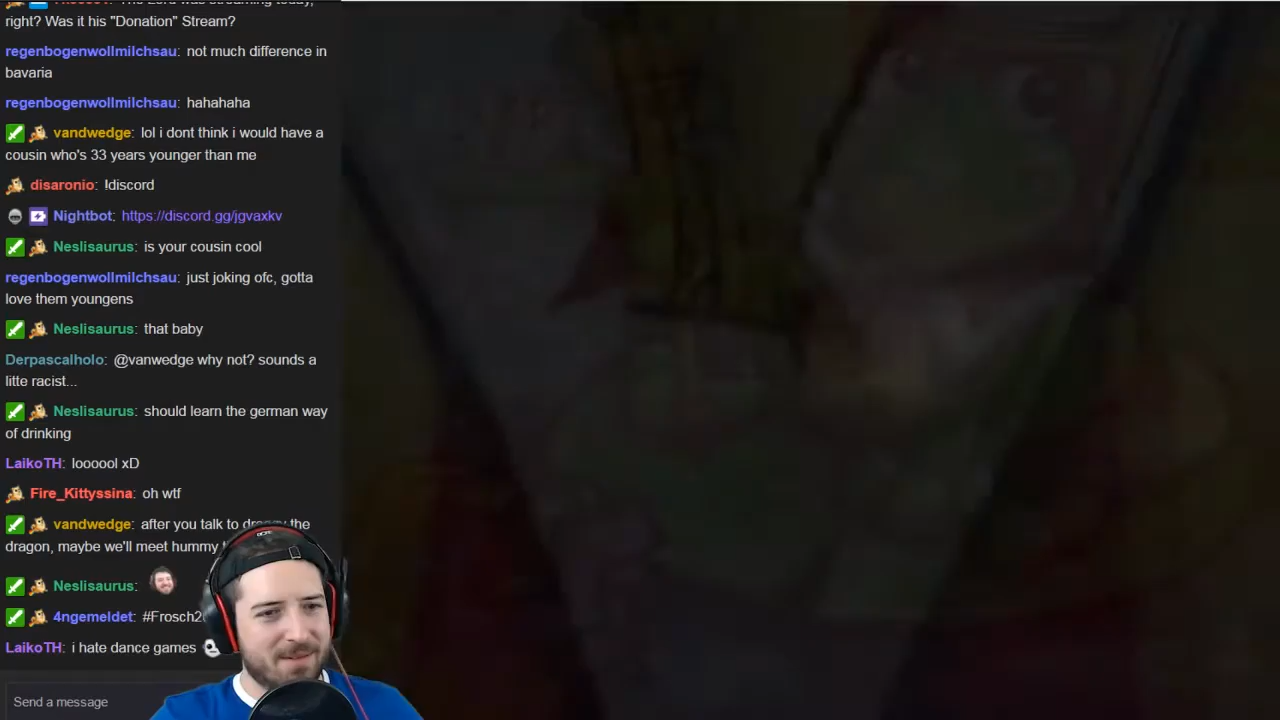 right? Was it his "Donation" Stream?
regenbogenwollmilchsau: not much difference in
bavaria
regenbogenwollmilchsau: hahahaha
vandwedge: lol i dont think i would have a
cousin who's 33 years younger than me
disaronio: !discord
Nightbot: https://discord.gg/jgvaxkv
Neslisaurus: is your cousin cool
regenbogenwollmilchsau: just joking ofc, gotta
love them youngens
Neslisaurus: that baby
Derpascalholo: @vanwedge why not? sounds a
litte racist...
Neslisaurus: should learn the german way
of drinking
LaikoTH: loooool xD
Fire_Kittyssina: oh wtf
vandwedge: after you talk to the
dragon, maybe we'll meet hummy
Neslisaurus:
4ngemeldet:
LaikoTH: i hate dance games
Send a message